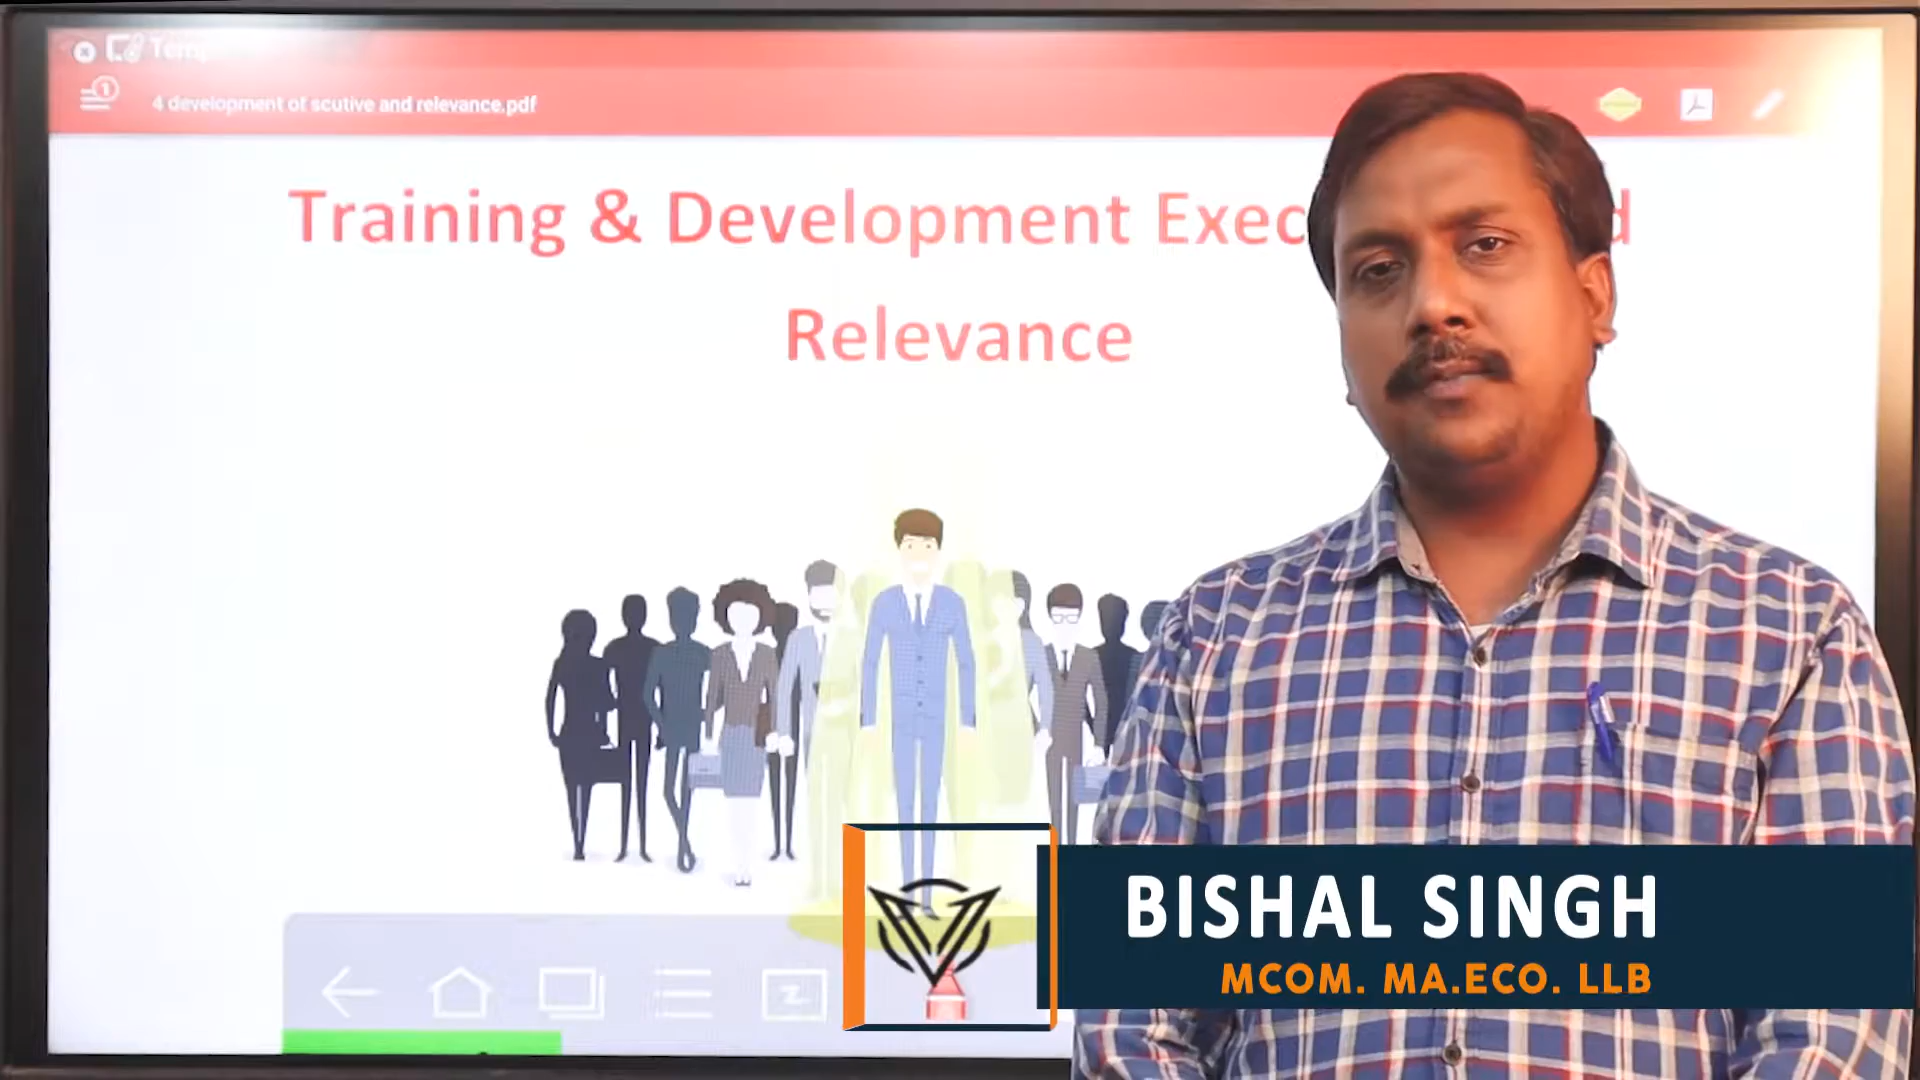 4 development of scutive and relevance.pdf
Training & Development Exec d
Relevance
BISHAL SINGH
MCOM. MA.ECO. LLB